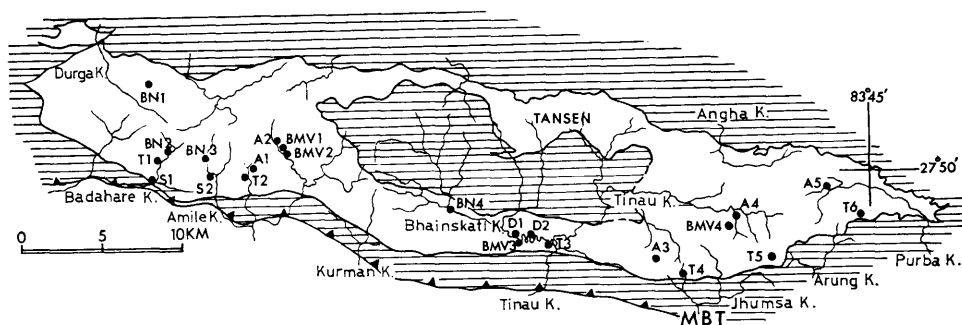 Durga K.
BN1
TANSEN
Angha K.
83°45'
27°50'
BN2
T1
S1
BN3
S2
A2
BMV1
BMV2
A1
T2
Badahare K.
Amile K.
0 5 10KM
Kurman K.
BN4
Bhainskati K.
D1
D2
BMV3
T3
Tinau K.
Tinau K.
A3
T4
A4
BMV4
T5
A5
T6
Purba K.
Arung K.
Jhumsa K.
MBT